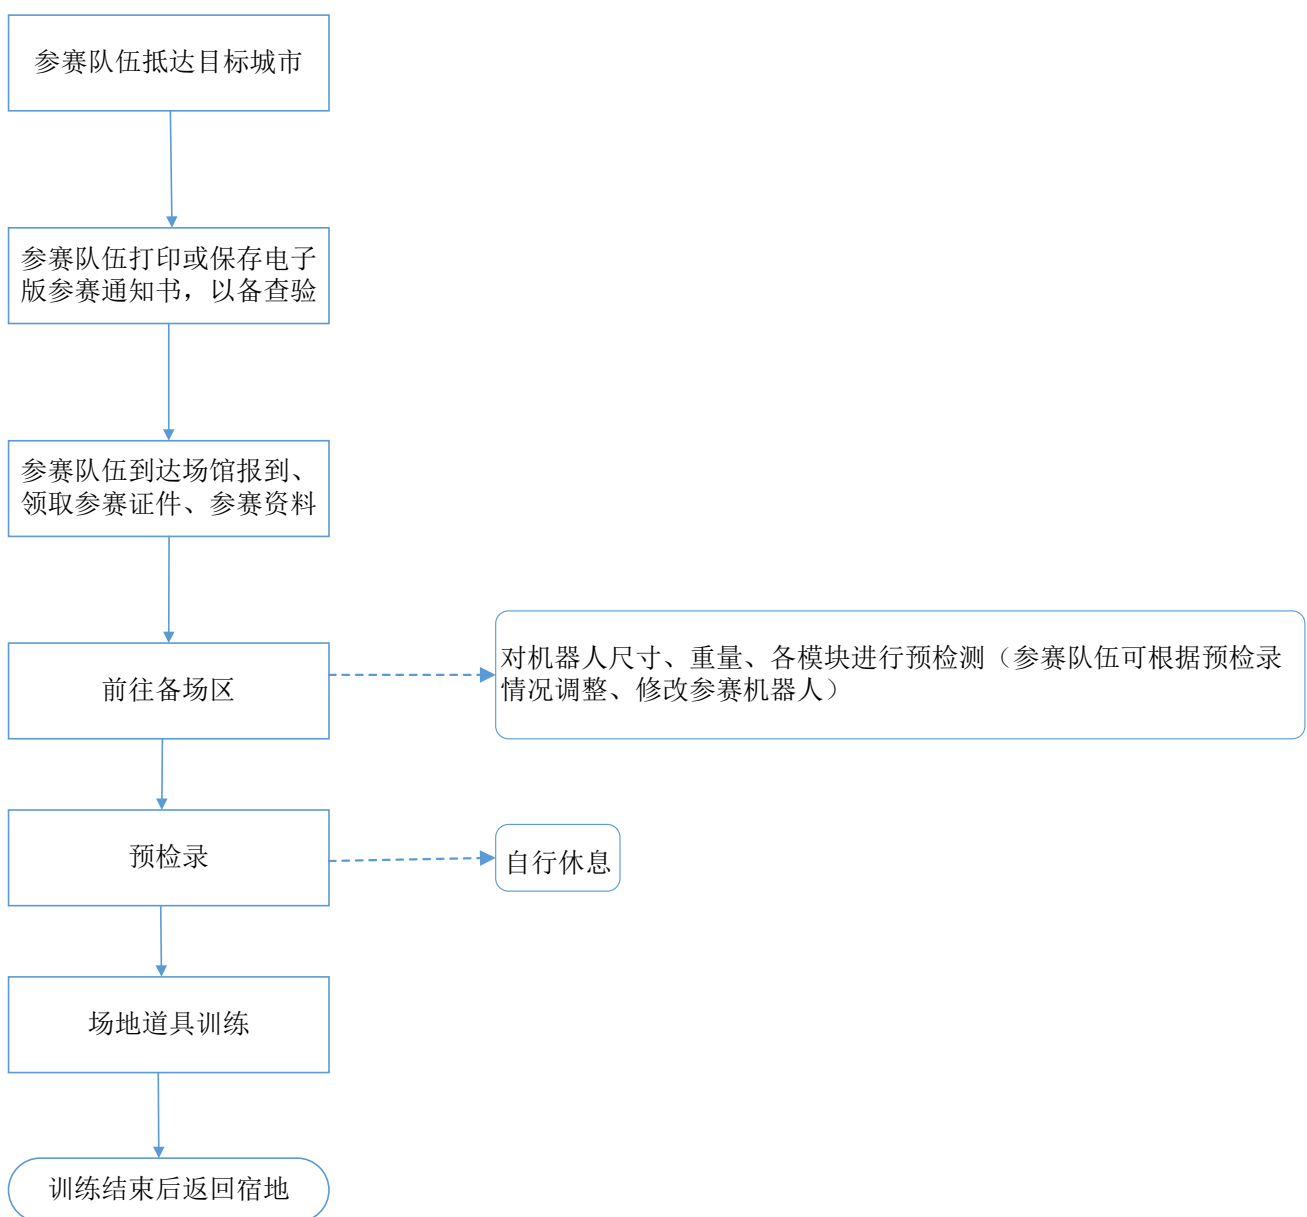 参赛队伍抵达目标城市
参赛队伍打印或保存电子
版参赛通知书，以备查验
参赛队伍到达场馆报到、
领取参赛证件、参赛资料
前往备场区
对机器人尺寸、重量、各模块进行预检测（参赛队伍可根据预检录
情况调整、修改参赛机器人）
预检录
自行休息
场地道具训练
训练结束后返回宿地